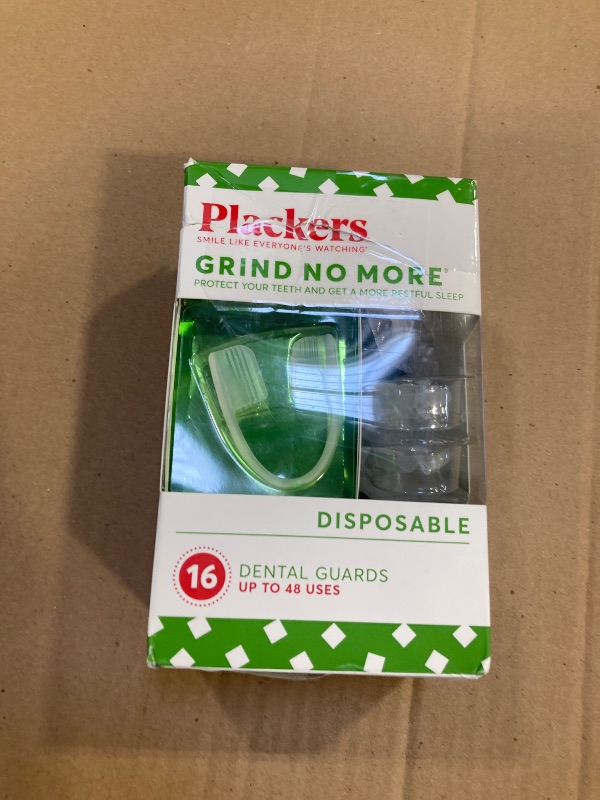 Plackers
SMILE LIKE EVERYONE'S WATCHING®
GRIND NO MORE®
PROTECT YOUR TEETH AND GET A MORE RESTFUL SLEEP
DISPOSABLE
16 DENTAL GUARDS
UP TO 48 USES